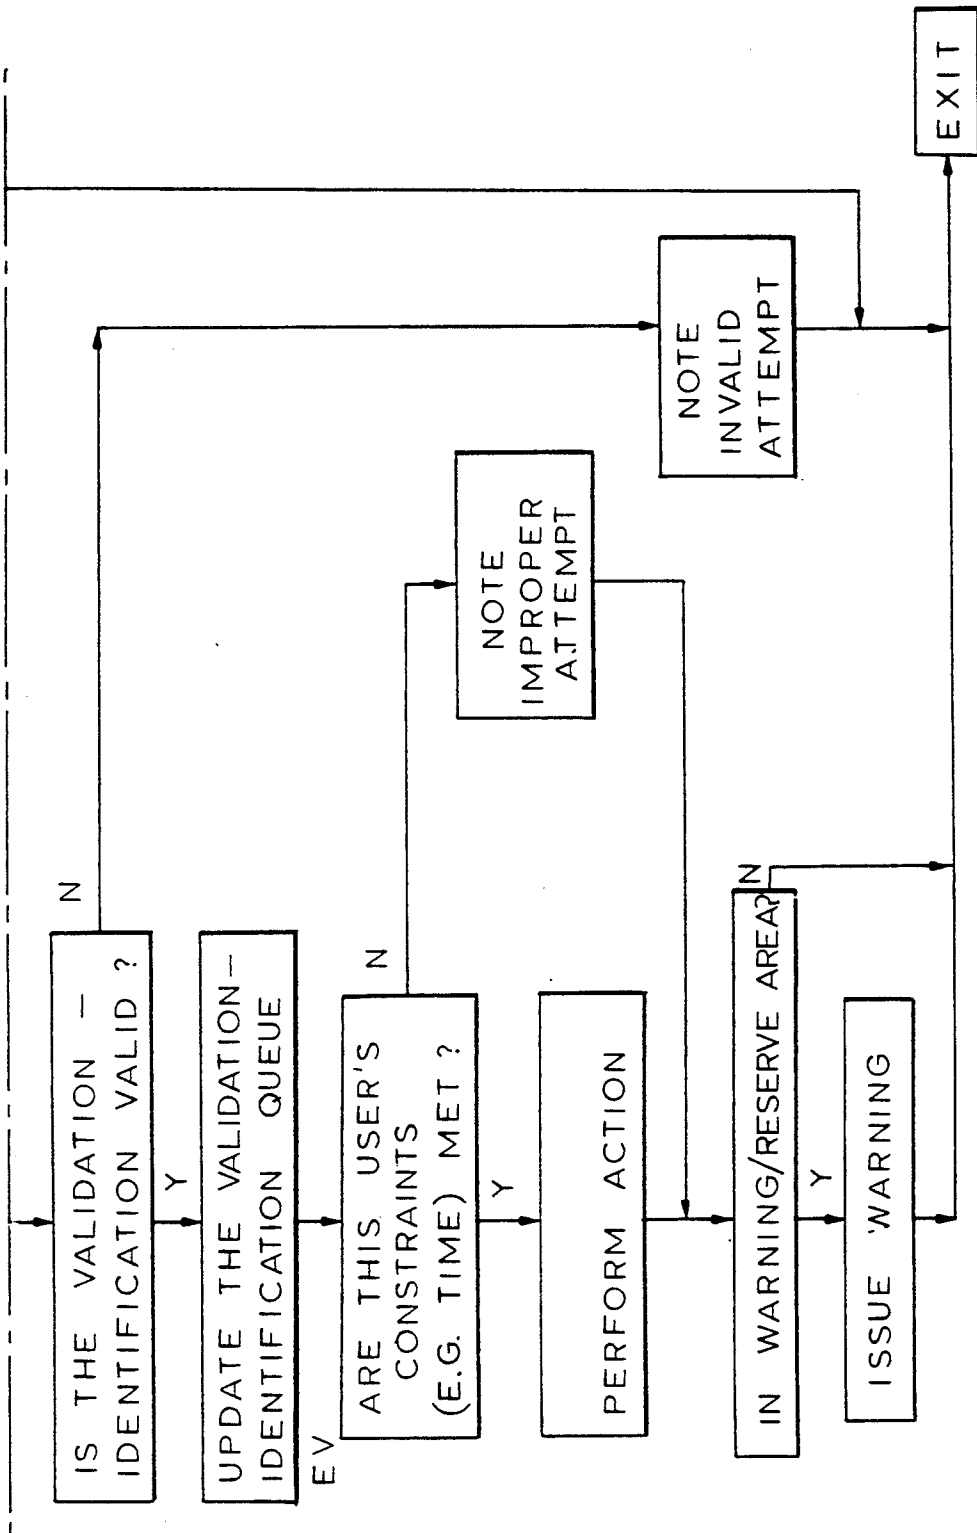 IS THE VALIDATION —
IDENTIFICATION VALID ?
N
Y
UPDATE THE VALIDATION—
IDENTIFICATION QUEUE
EV
ARE THIS USER'S
CONSTRAINTS
(E.G. TIME) MET ?
N
Y
NOTE
IMPROPER
ATTEMPT
PERFORM ACTION
NOTE
INVALID
ATTEMPT
IN WARNING/RESERVE AREA?
N
Y
ISSUE WARNING
EXIT